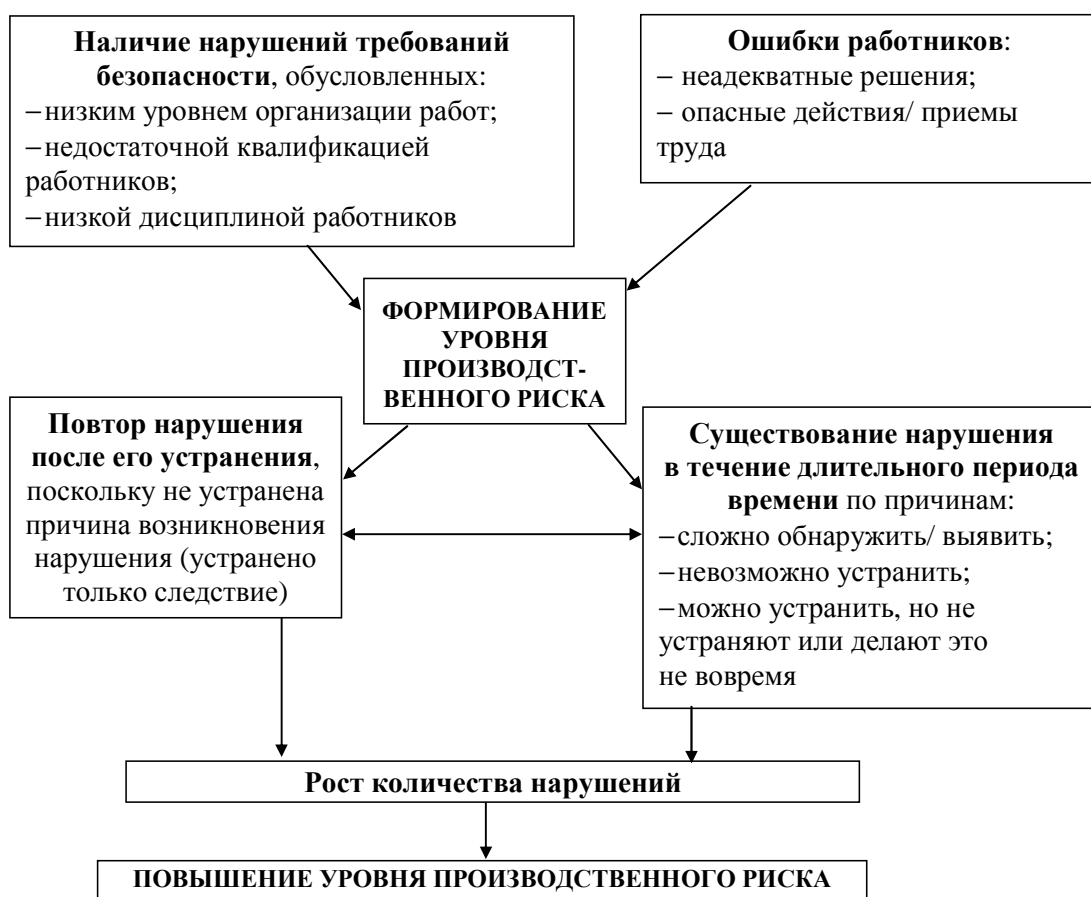 Наличие нарушений требований
безопасности, обусловленных:
–низким уровнем организации работ;
–недостаточной квалификацией
работников;
–низкой дисциплиной работников
Ошибки работников:
– неадекватные решения;
– опасные действия/ приемы
труда
ФОРМИРОВАНИЕ
УРОВНЯ
ПРОИЗВОДСТ-
ВЕННОГО РИСКА
Повтор нарушения
после его устранения,
поскольку не устранена
причина возникновения
нарушения (устранено
только следствие)
Существование нарушения
в течение длительного периода
времени по причинам:
–сложно обнаружить/ выявить;
–невозможно устранить;
–можно устранить, но не
устраняют или делают это
не вовремя
Рост количества нарушений
ПОВЫШЕНИЕ УРОВНЯ ПРОИЗВОДСТВЕННОГО РИСКА